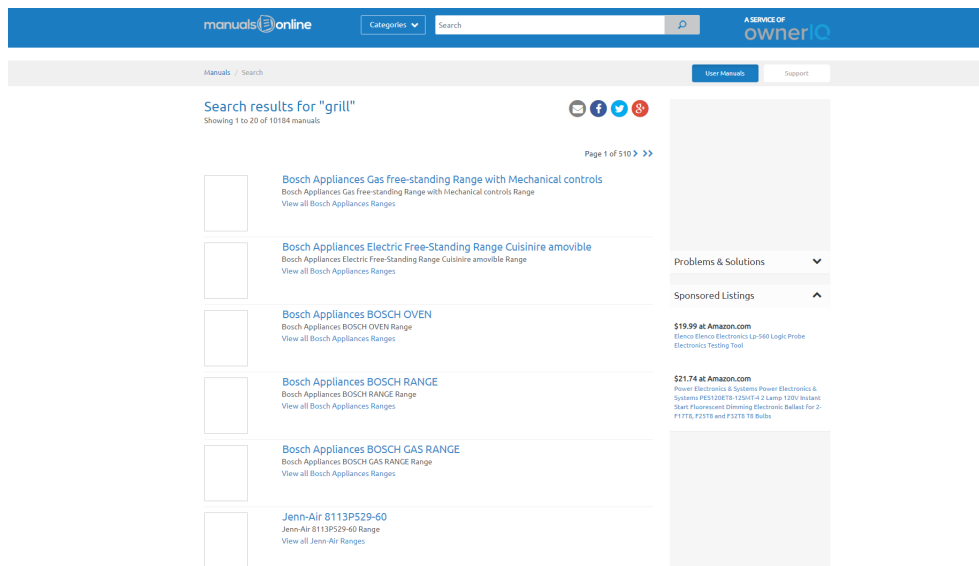 manuals online
Categories
Search
A SERVICE OF
ownerIQ
Manuals / Search
User Manuals
Support
Search results for "grill"
Showing 1 to 20 of 10184 manuals
Page 1 of 510
Bosch Appliances Gas free-standing Range with Mechanical controls
Bosch Appliances Gas free-standing Range with Mechanical controls Range
View all Bosch Appliances Ranges
Bosch Appliances Electric Free-Standing Range Cuisinire amovible
Bosch Appliances Electric Free-Standing Range Cuisinire amovible Range
View all Bosch Appliances Ranges
Bosch Appliances BOSCH OVEN
Bosch Appliances BOSCH OVEN Range
View all Bosch Appliances Ranges
Bosch Appliances BOSCH RANGE
Bosch Appliances BOSCH RANGE Range
View all Bosch Appliances Ranges
Bosch Appliances BOSCH GAS RANGE
Bosch Appliances BOSCH GAS RANGE Range
View all Bosch Appliances Ranges
Jenn-Air 8113P529-60
Jenn-Air 8113P529-60 Range
View all Jenn-Air Ranges
Problems & Solutions
Sponsored Listings
$19.99 at Amazon.com
Elenco Elenco Electronics Lp-560 Logic Probe
Electronics Testing Tool
$21.74 at Amazon.com
Power Electronics & Systems Power Electronics &
Systems PES120ET8-12SMT-4 2 Lamp 120V Instant
Start Fluorescent Dimming Electronic Ballast for 2-
F17T8, F25T8 and F32T8 T8 Bulbs